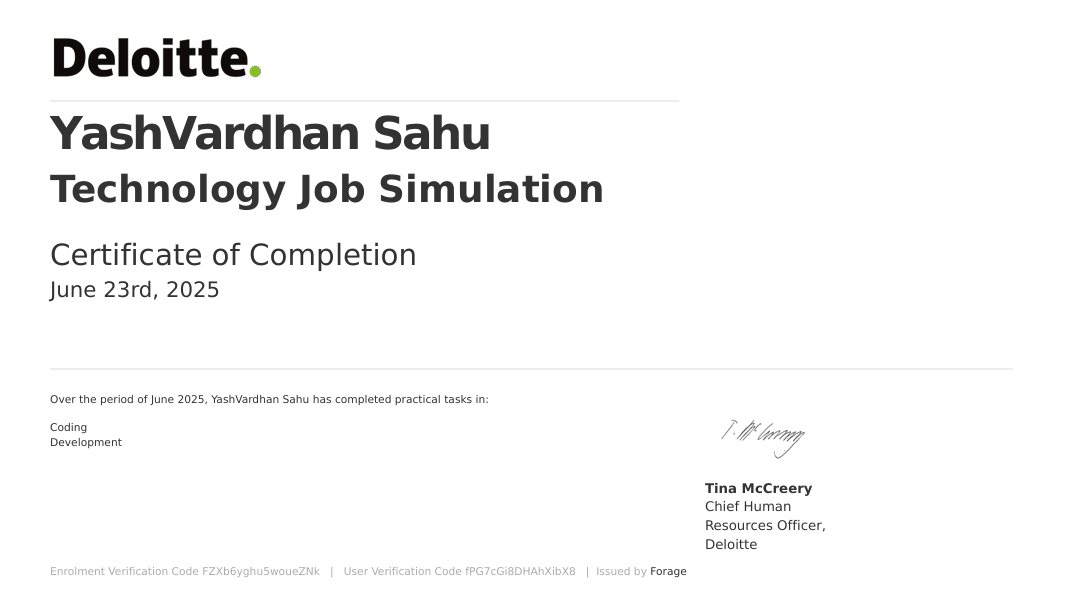 Deloitte.
YashVardhan Sahu
Technology Job Simulation
Certificate of Completion
June 23rd, 2025
Over the period of June 2025, YashVardhan Sahu has completed practical tasks in:
Coding
Development
T. McCreery
Tina McCreery
Chief Human
Resources Officer,
Deloitte
Enrolment Verification Code FZXb6yghu5woueZNk | User Verification Code fPG7cGi8DHAhXibX8 | Issued by Forage